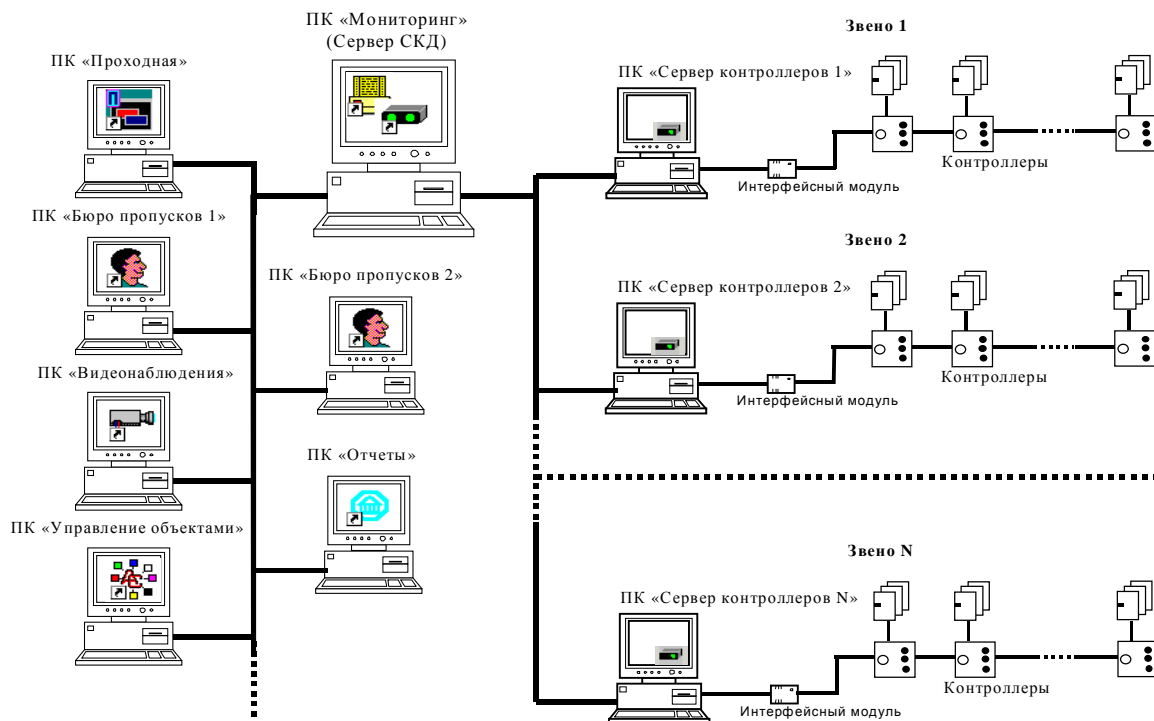 ПК «Мониторинг»
(Сервер СКД)
ПК «Проходная»
ПК «Бюро пропусков 1»
ПК «Бюро пропусков 2»
ПК «Видеонаблюдения»
ПК «Отчеты»
ПК «Управление объектами»
Звено 1
ПК «Сервер контроллеров 1»
Контроллеры
Интерфейсный модуль
Звено 2
ПК «Сервер контроллеров 2»
Контроллеры
Интерфейсный модуль
Звено N
ПК «Сервер контроллеров N»
Контроллеры
Интерфейсный модуль